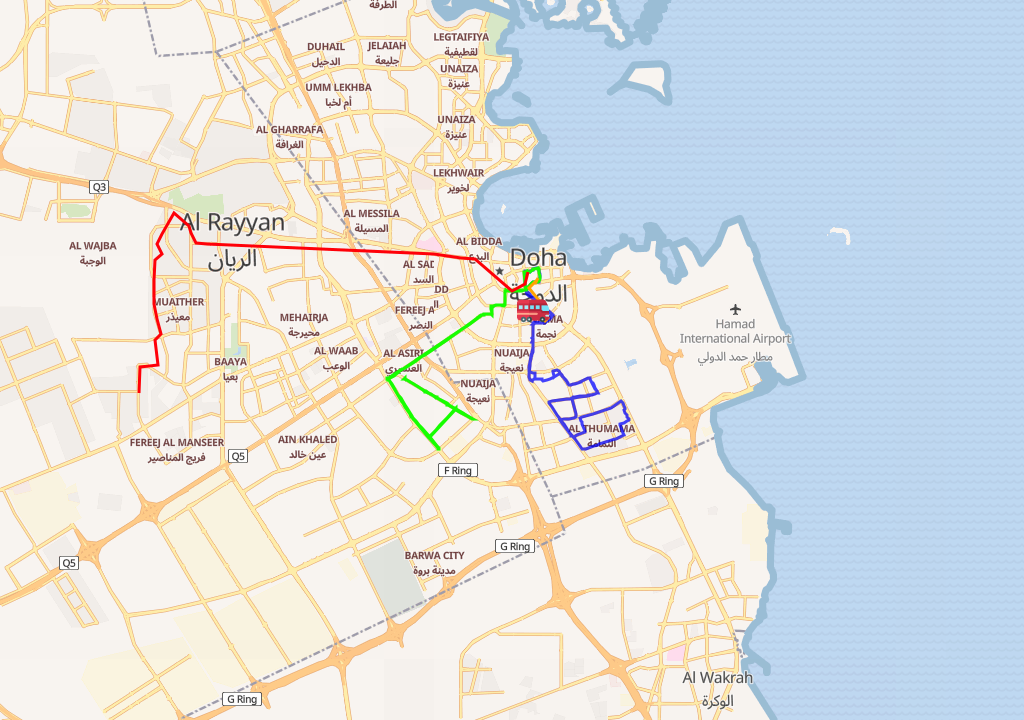 الطرفة
LEGTAIFIYA
لقطيفية
DUHAIL
الدحيل
JELAIAH
جليعة
UNAIZA
عنيزة
UMM LEKHBA
أم لخبا
UNAIZA
عنيزة
AL GHARRAFA
الغرافة
LEKHWAIR
لخوير
Q3
AL MESSILA
المسيلة
Al Rayyan
الريان
AL WAJBA
الوجبة
AL BIDDA
البدع
Doha
الدوحة
AL SAD
السد
DD
ال
MUAITHER
معيذر
MEHAIRJA
محيرجة
FEREEJ A
النصر
MA
نجمة
Hamad
International Airport
مطار حمد الدولي
BAAYA
بعيا
AL WAAB
الوعب
AL ASIRI
العسيري
NUAIJA
نعيجة
NUAIJA
نعيجة
AL THUMAMA
الثمامة
FEREEJ AL MANSEER
فريج المناصير
AIN KHALED
عين خالد
Q5
F Ring
G Ring
G Ring
BARWA CITY
مدينة بروة
Q5
Al Wakrah
الوكرة
G Ring